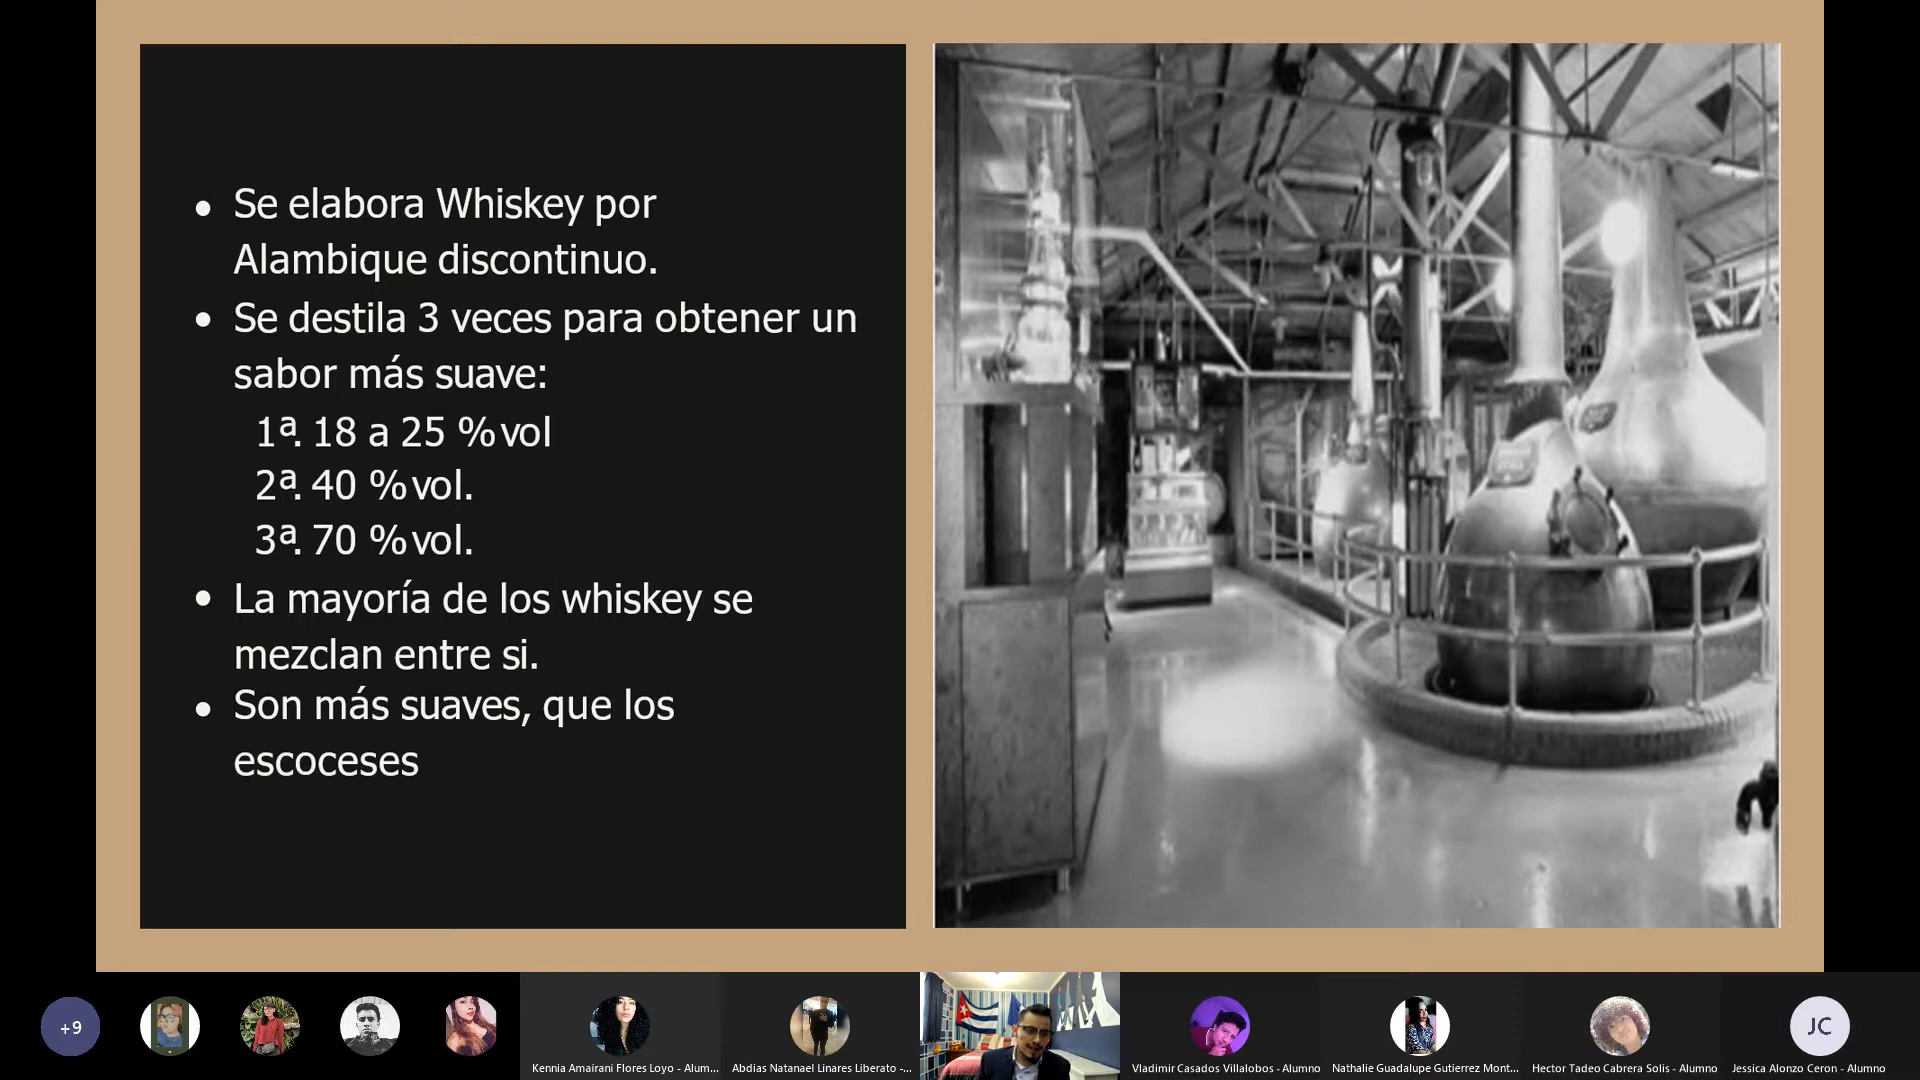 • Se elabora Whiskey por
Alambique discontinuo.
• Se destila 3 veces para obtener un
sabor más suave:
1ª. 18 a 25 % vol
2ª. 40 % vol.
3ª. 70 % vol.
• La mayoría de los whiskey se
mezclan entre si.
• Son más suaves, que los
escoceses
+9
JC
Kennia Amairani Flores Loyo - Alum...
Abdias Natanael Linares Liberato -...
Vladimir Casados Villalobos - Alumno
Nathalie Guadalupe Gutierrez Mont...
Hector Tadeo Cabrera Solis - Alumno
Jessica Alonzo Ceron - Alumno